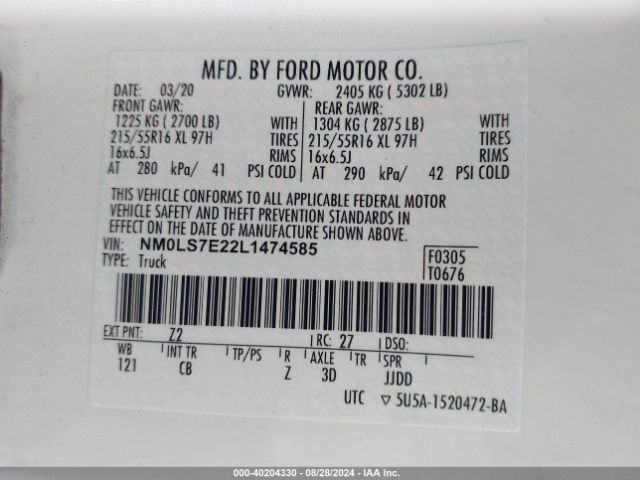 MFD. BY FORD MOTOR CO.
DATE: 03/20 GVWR: 2405 KG ( 5302 LB)
FRONT GAWR: REAR GAWR:
1225 KG ( 2700 LB) WITH 1304 KG ( 2875 LB) WITH
215/55R16 XL 97H TIRES 215/55R16 XL 97H TIRES
16x6.5J RIMS 16x6.5J RIMS
AT 280 kPa/ 41 PSI COLD AT 290 kPa/ 42 PSI COLD
THIS VEHICLE CONFORMS TO ALL APPLICABLE FEDERAL MOTOR
VEHICLE SAFETY AND THEFT PREVENTION STANDARDS IN
EFFECT ON THE DATE OF MANUFACTURE SHOWN ABOVE.
VIN: NM0LS7E22L1474585
TYPE: Truck
F0305
T0676
EXT PNT: Z2 RC: 27 DSO:
WB INT TR TP/PS R AXLE TR SPR
121 CB Z 3D JJDD
UTC ▽ 5U5A-1520472-BA
000-40204330 - 08/28/2024 - IAA Inc.